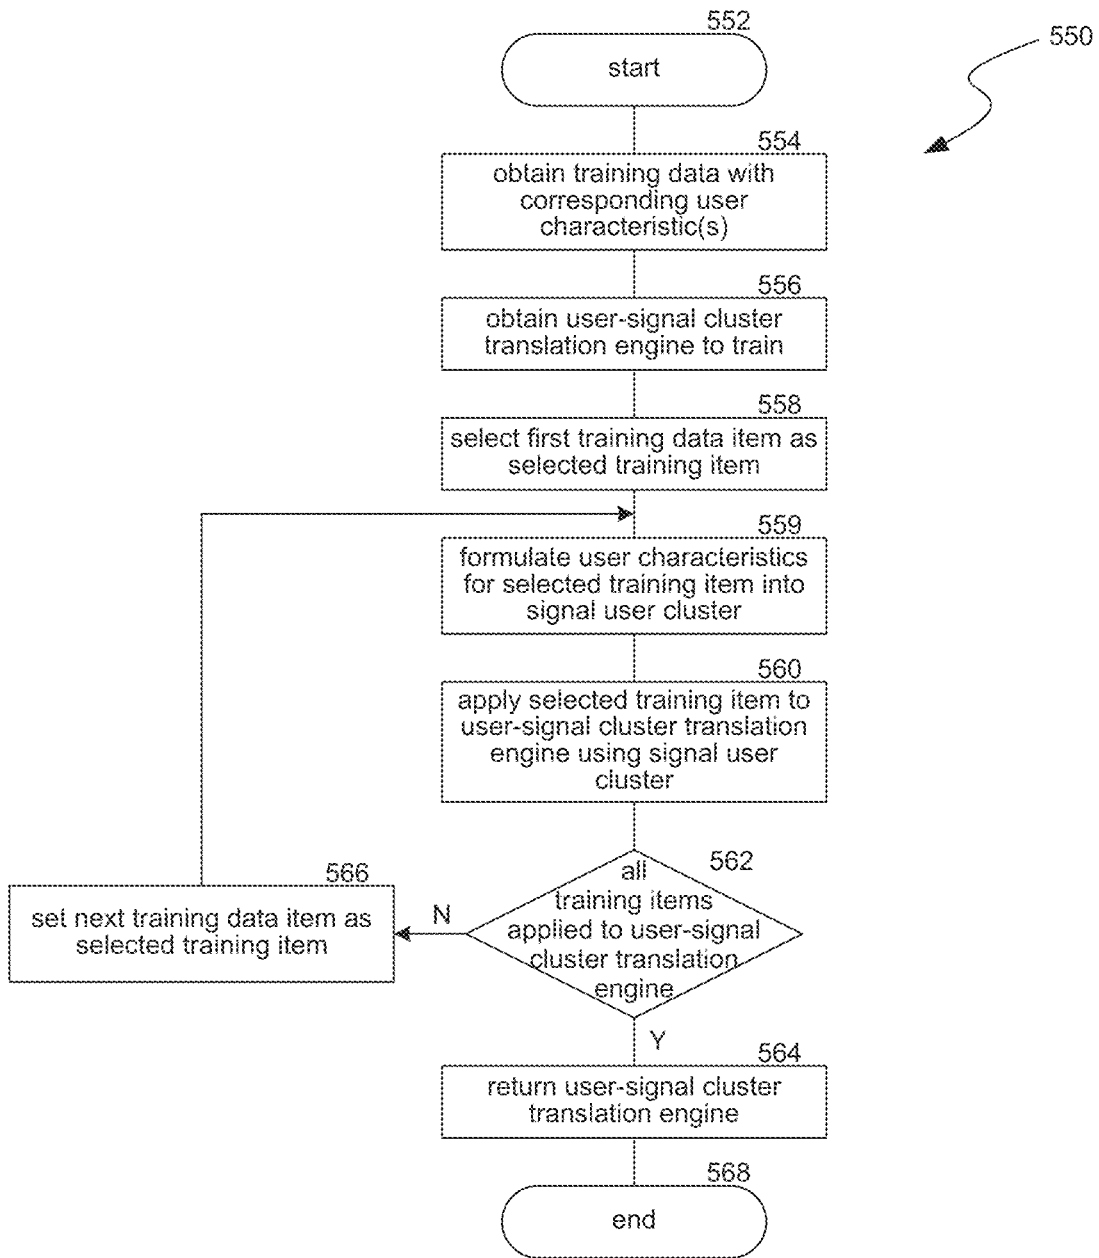 552
start
550
554
obtain training data with
corresponding user
characteristic(s)
556
obtain user-signal cluster
translation engine to train
558
select first training data item as
selected training item
559
formulate user characteristics
for selected training item into
signal user cluster
560
apply selected training item to
user-signal cluster translation
engine using signal user
cluster
562
all
training items
applied to user-signal
cluster translation
engine
N
566
set next training data item as
selected training item
Y
564
return user-signal cluster
translation engine
568
end